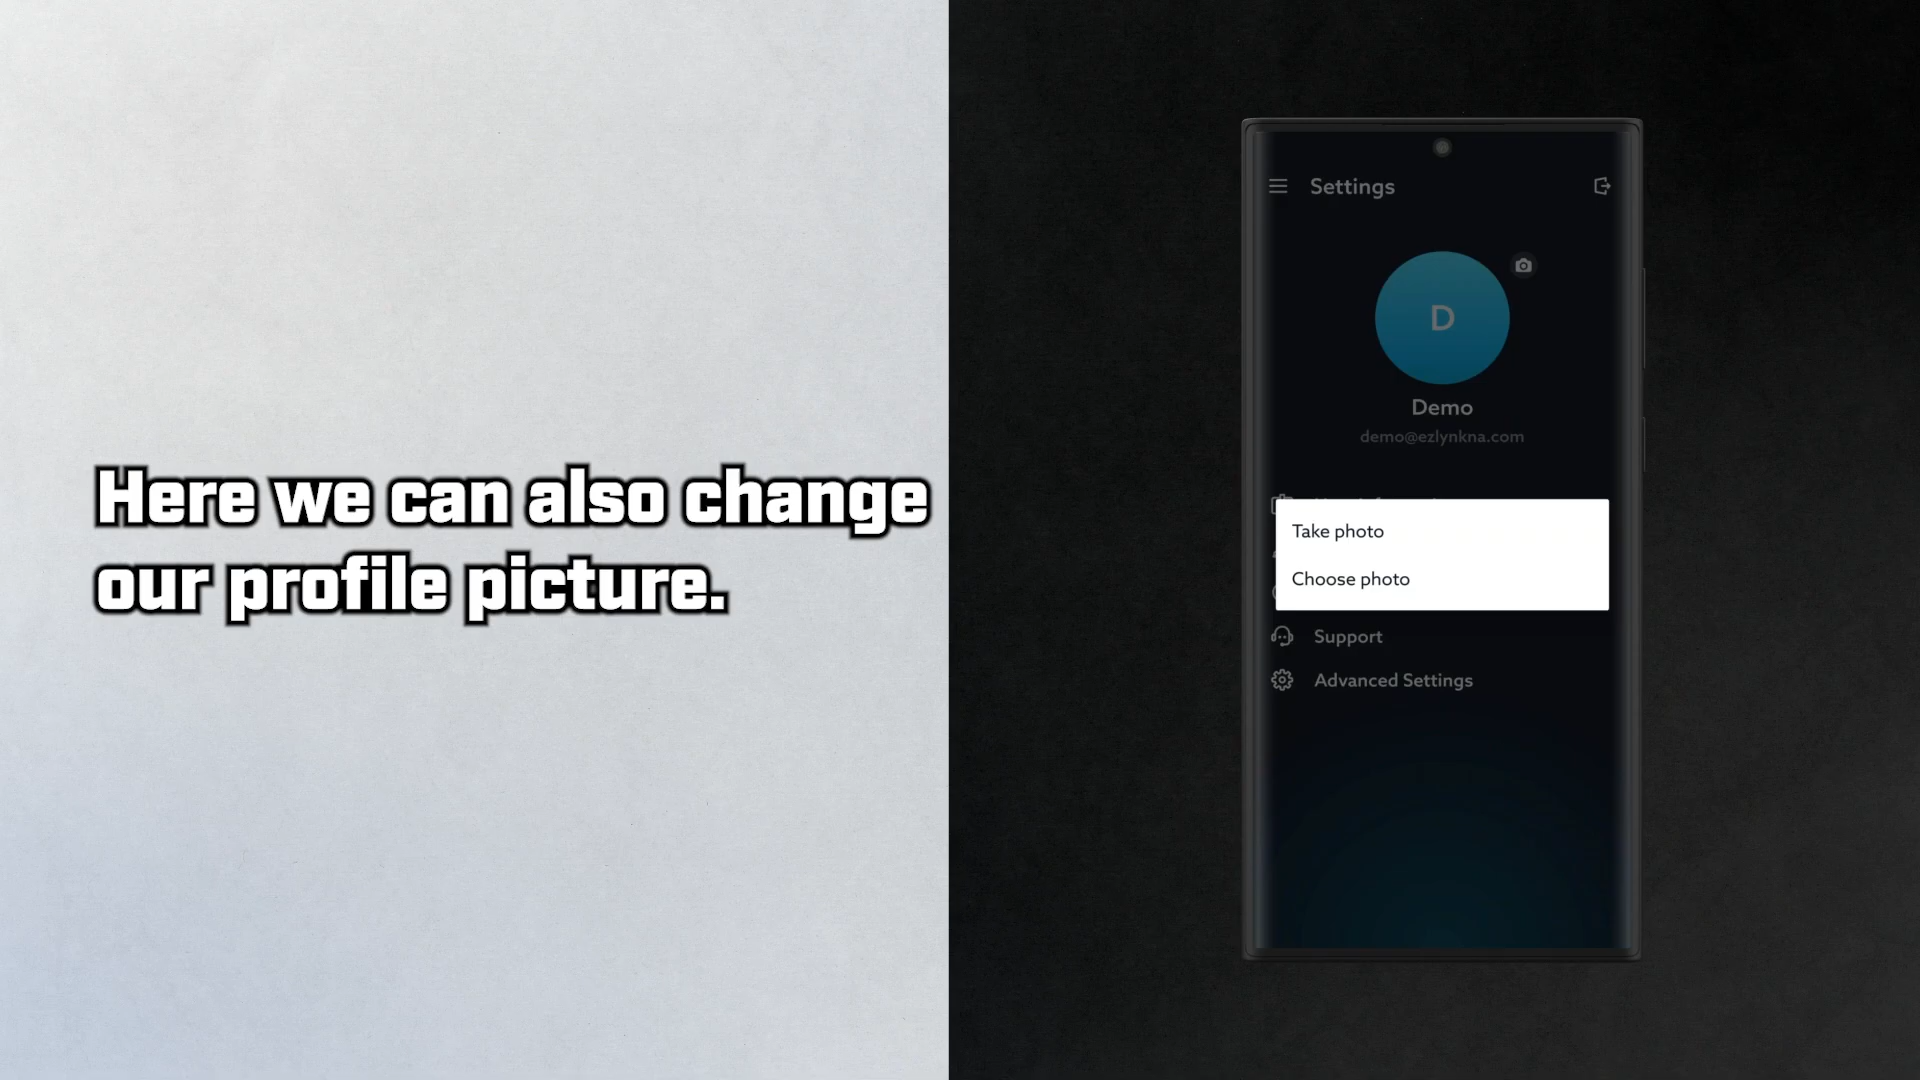 Here we can also change
our profile picture.
Settings
D
Demo
demo@ezlynkna.com
Take photo
Choose photo
Support
Advanced Settings